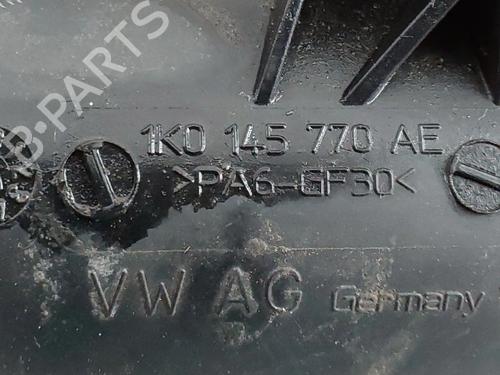 B-PARTS
1K0 145 770 AE
>PA6-GF30<
VW AG Germany